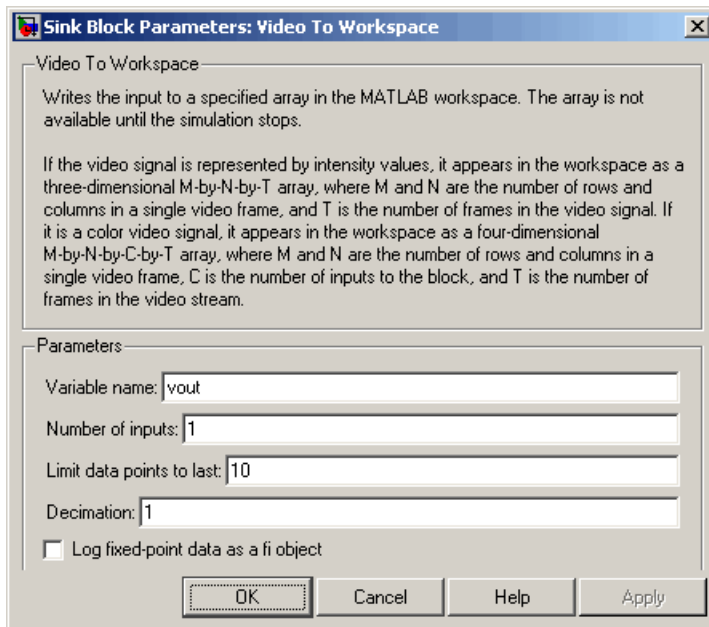 Sink Block Parameters: Video To Workspace
Video To Workspace
Writes the input to a specified array in the MATLAB workspace. The array is not
available until the simulation stops.
If the video signal is represented by intensity values, it appears in the workspace as a
three-dimensional M-by-N-by-T array, where M and N are the number of rows and
columns in a single video frame, and T is the number of frames in the video signal. If
it is a color video signal, it appears in the workspace as a four-dimensional
M-by-N-by-C-by-T array, where M and N are the number of rows and columns in a
single video frame, C is the number of inputs to the block, and T is the number of
frames in the video stream.
Parameters
Variable name: vout
Number of inputs: 1
Limit data points to last: 10
Decimation: 1
Log fixed-point data as a fi object
OK Cancel Help Apply